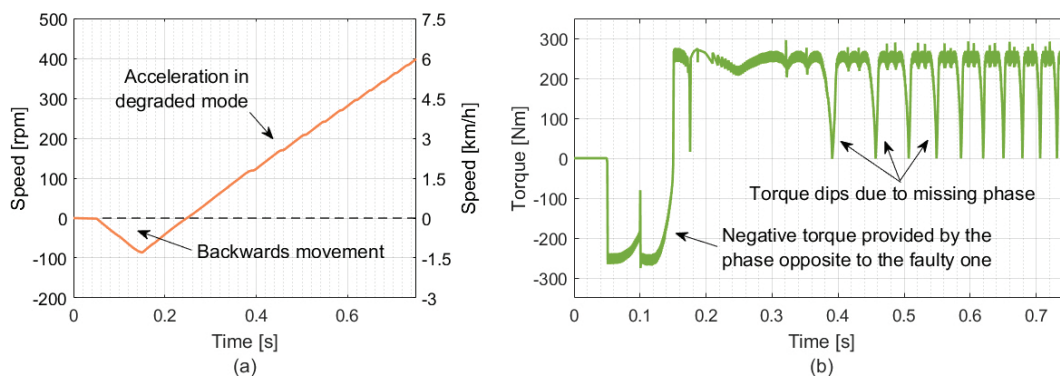 500
400
300
200
100
0
-100
-200
Speed [rpm]
7.5
6
4.5
3
1.5
0
-1.5
-3
Speed [km/h]
Acceleration in
degraded mode
Backwards movement
0
0.2
0.4
0.6
Time [s]
(a)
300
200
100
0
-100
-200
-300
Torque [Nm]
Torque dips due to missing phase
Negative torque provided by the
phase opposite to the faulty one
0
0.1
0.2
0.3
0.4
0.5
0.6
0.7
Time [s]
(b)